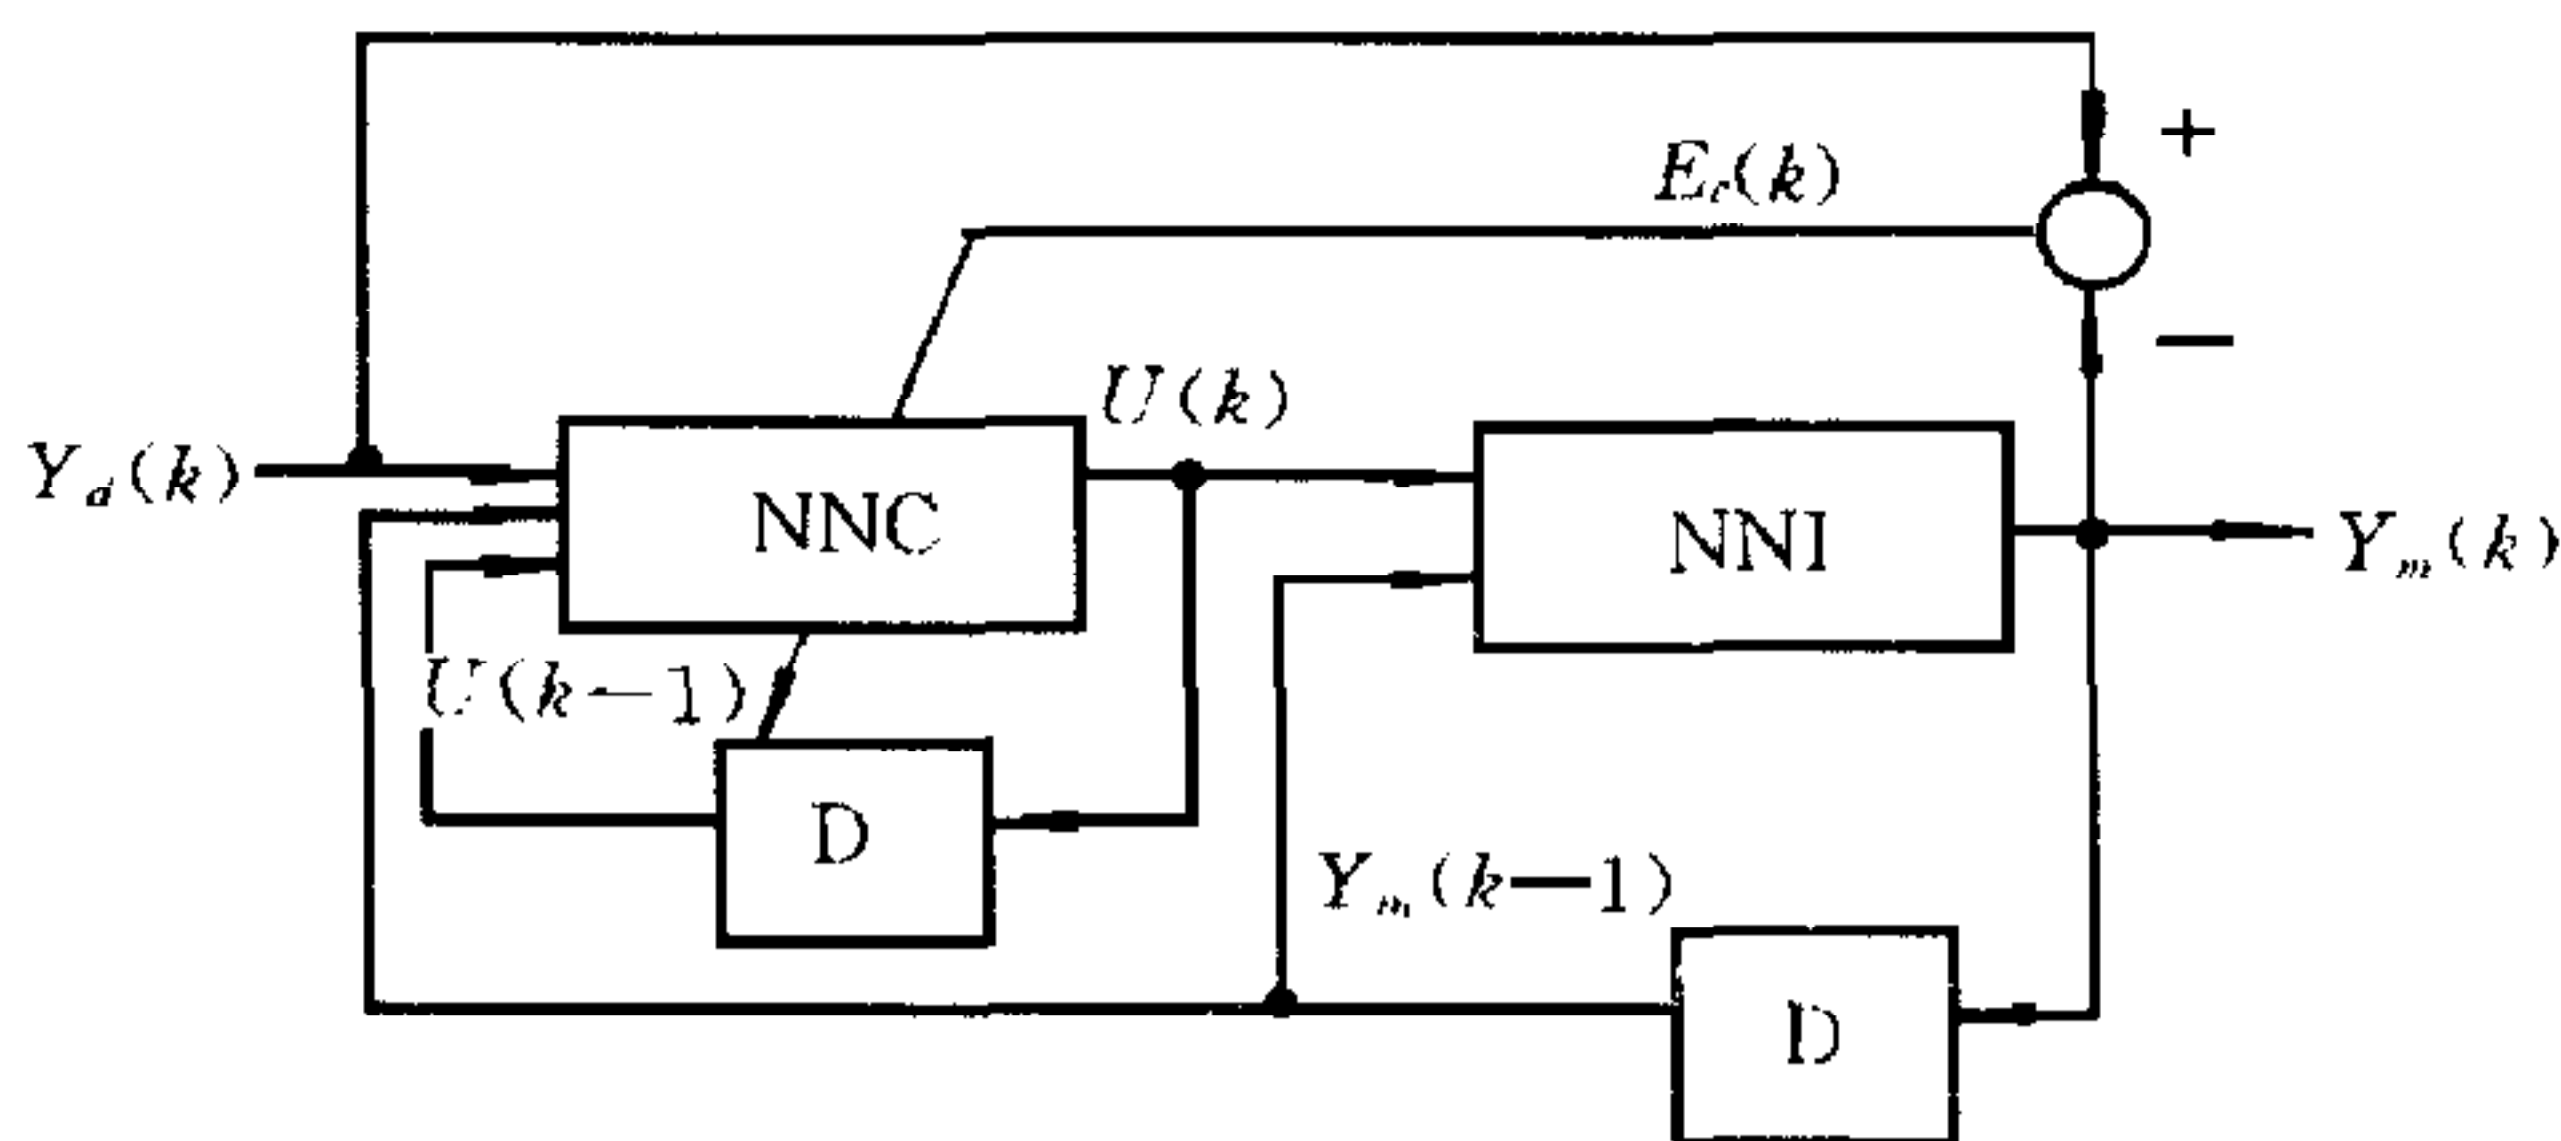 +
E_c(k)
U(k)
Y_d(k)
NNC
NNI
Y_m(k)
−
U(k−1)
D
Y_m(k−1)
D